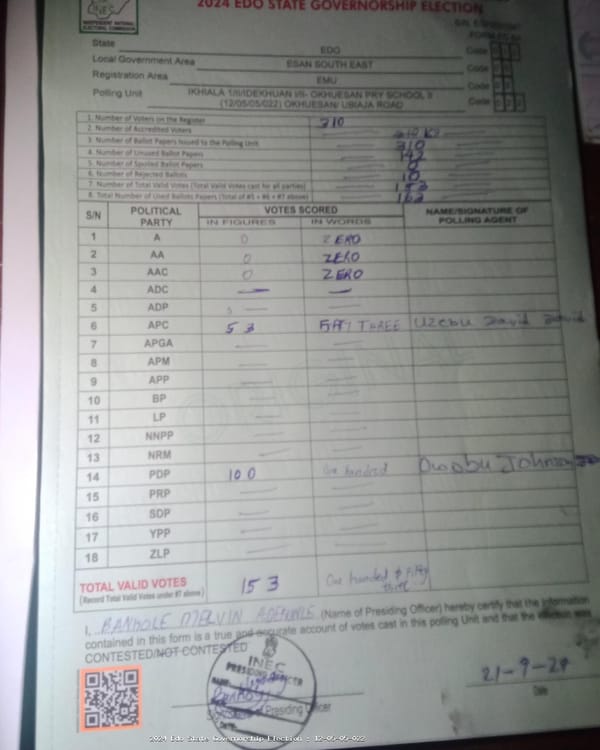 2024 EDO STATE GOVERNORSHIP ELECTION
INEC
INDEPENDENT NATIONAL ELECTORAL COMMISSION
State EDO Code
Local Government Area ESAN SOUTH EAST Code
Registration Area EMU Code
Polling Unit IKHIALA 1/II/IDEKHUAN I/II- OKHUESAN PRY SCHOOL II Code
(12/05/05/022) OKHUESAN/ UBIAJA ROAD
1. Number of Voters on the Register 310
2. Number of Accredited Voters
3. Number of Ballot Papers Issued to the Polling Unit 310
4. Number of Unused Ballot Papers 142
5. Number of Spoiled Ballot Papers 0
6. Number of Rejected Ballots 10
7. Number of Total Valid Votes (Total Valid Votes cast for all parties) 153
8. Total Number of Used Ballots Papers (Total of #5 + #6 + #7 above) 163
S/N POLITICAL PARTY VOTES SCORED NAME/SIGNATURE OF POLLING AGENT
IN FIGURES IN WORDS
1 A 0 ZERO
2 AA 0 ZERO
3 AAC 0 ZERO
4 ADC — —
5 ADP
6 APC 53 FIFTY THREE Uzebu David David
7 APGA
8 APM
9 APP
10 BP
11 LP
12 NNPP
13 NRM
14 PDP 100 One hundred Johnson
15 PRP
16 SDP
17 YPP
18 ZLP
TOTAL VALID VOTES 153 One hundred & Fifty three
(Record Total Valid Votes under #7 above)
I, BANKOLE MELVIN ADEKUNLE (Name of Presiding Officer) hereby certify that the information
contained in this form is a true and accurate account of votes cast in this polling Unit and that the election was
CONTESTED/NOT CONTESTED
INEC
PRESIDING OFFICER
NAME:
DATE:
Signature of Presiding Officer
21-9-24
Date
2024 Edo State Governorship Election : 12-05-05-022